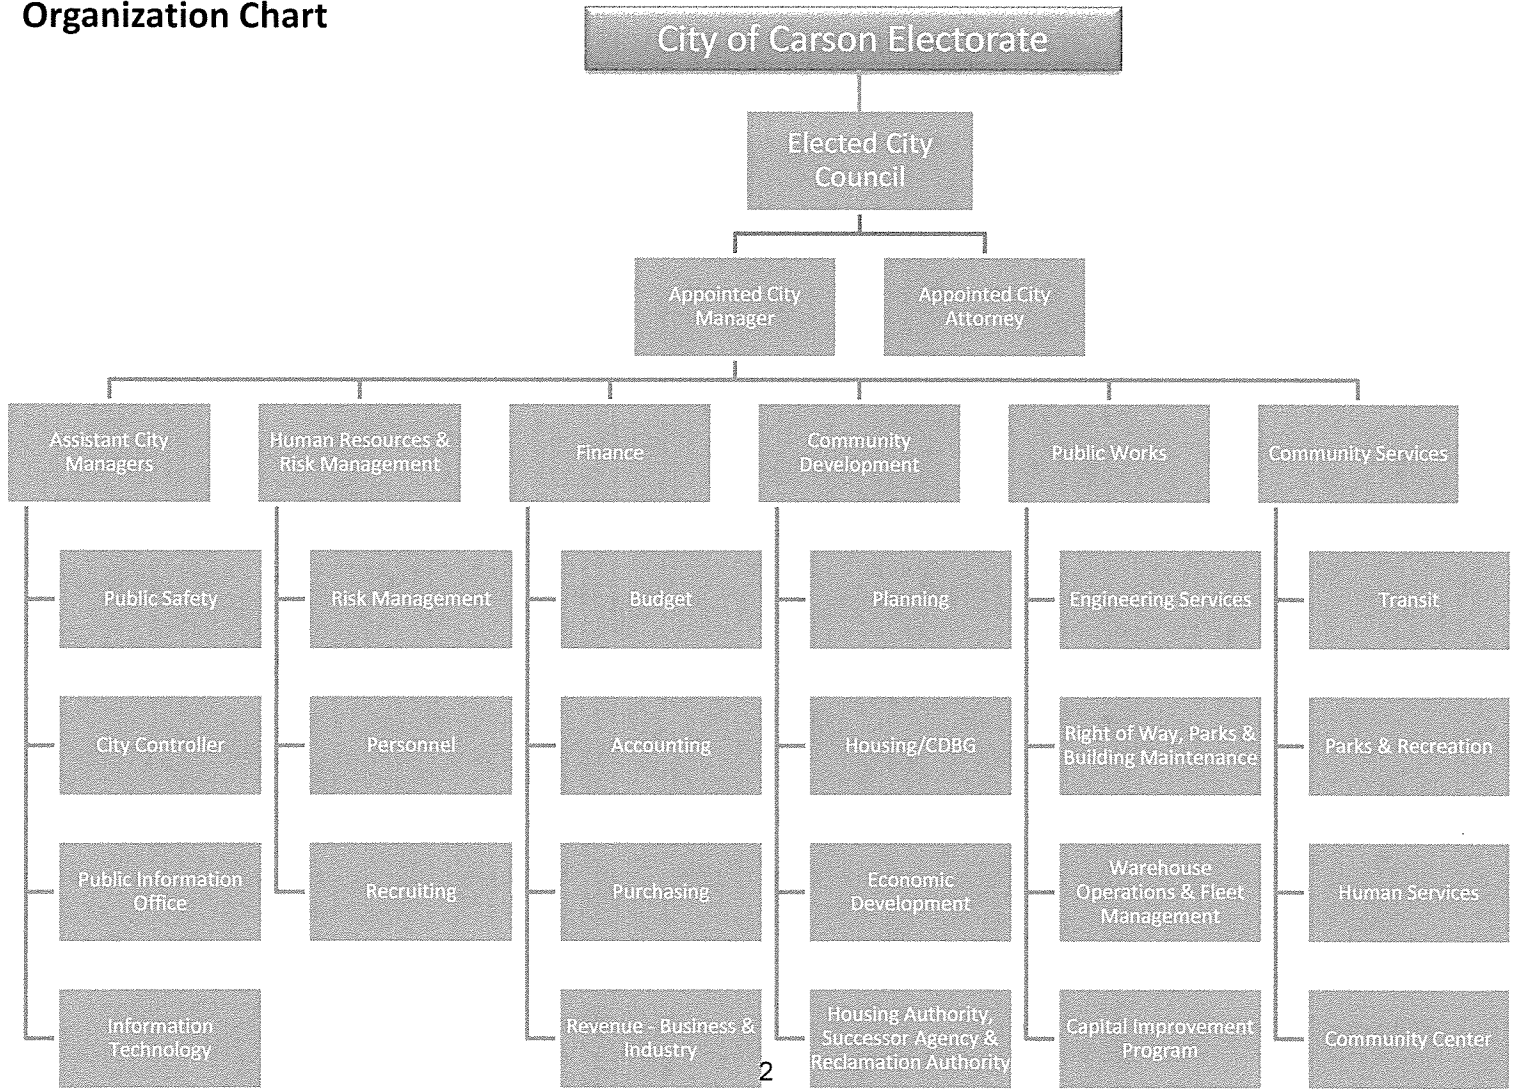 Organization Chart
City of Carson Electorate
Elected City
Council
Appointed City
Manager
Appointed City
Attorney
Assistant City
Managers
Human Resources &
Risk Management
Finance
Community
Development
Public Works
Community Services
Public Safety
Risk Management
Budget
Planning
Engineering Services
Transit
City Controller
Personnel
Accounting
Housing/CDBG
Right of Way, Parks &
Building Maintenance
Parks & Recreation
Public Information
Office
Recruiting
Purchasing
Economic
Development
Warehouse
Operations & Fleet
Management
Human Services
Information
Technology
Revenue - Business &
Industry
Housing Authority,
Successor Agency &
Reclamation Authority
Capital Improvement
Program
Community Center
2